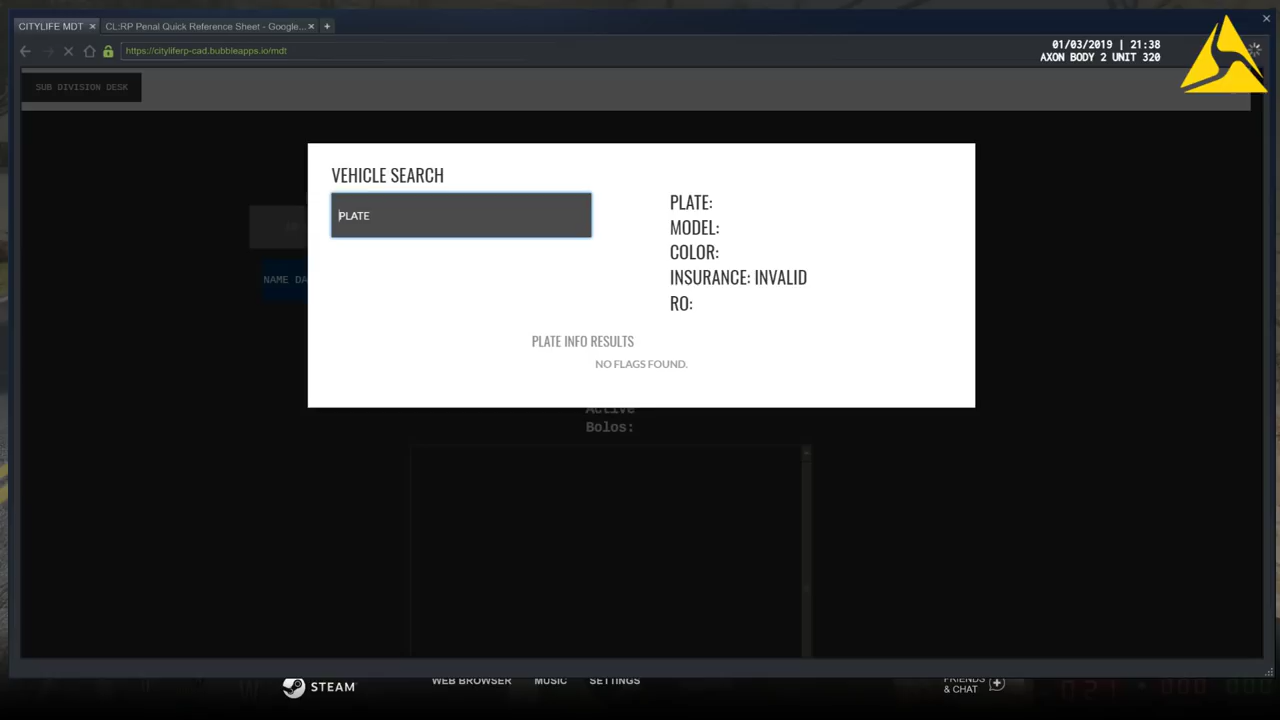 CITYLIFE MDT
CL:RP Penal Quick Reference Sheet - Google...
https://cityliferp-cad.bubbleapps.io/mdt
01/03/2019 | 21:38
AXON BODY 2 UNIT 320
SUB DIVISION DESK
VEHICLE SEARCH
PLATE
PLATE:
MODEL:
COLOR:
INSURANCE: INVALID
RO:
NAME DA
PLATE INFO RESULTS
NO FLAGS FOUND.
Active
Bolos:
STEAM
WEB BROWSER
MUSIC
SETTINGS
FRIENDS
& CHAT